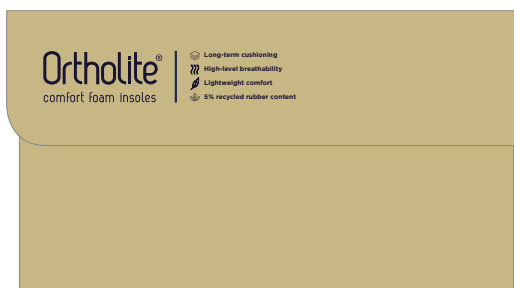 Ortholite®
comfort foam insoles
Long-term cushioning
High-level breathability
Lightweight comfort
5% recycled rubber content